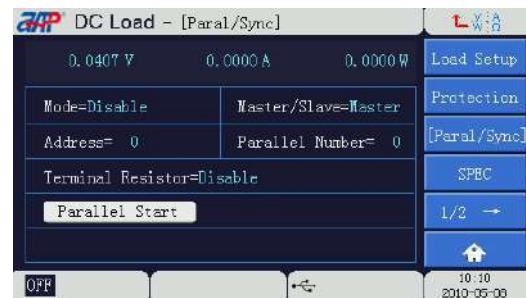 DC Load - [Paral/Sync]
0.0407 V 0.0000 A 0.0000 W
Load Setup
Mode=Disable Master/Slave=Master
Protection
Address= 0 Parallel Number= 0
[Paral/Sync]
Terminal Resistor=Disable
SPEC
Parallel Start
1/2 →
OFF
10:10
2010-05-08